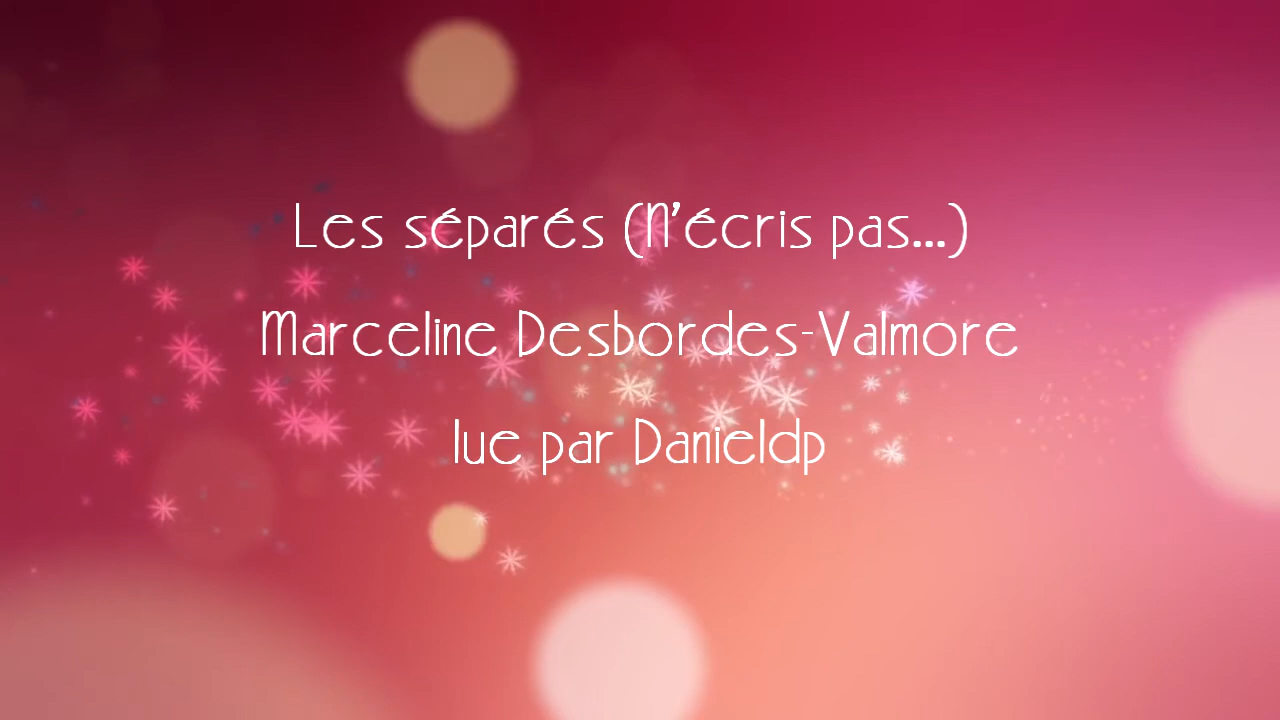 Les séparés (N'écris pas...)
Marceline Desbordes-Valmore
lue par Danieldp